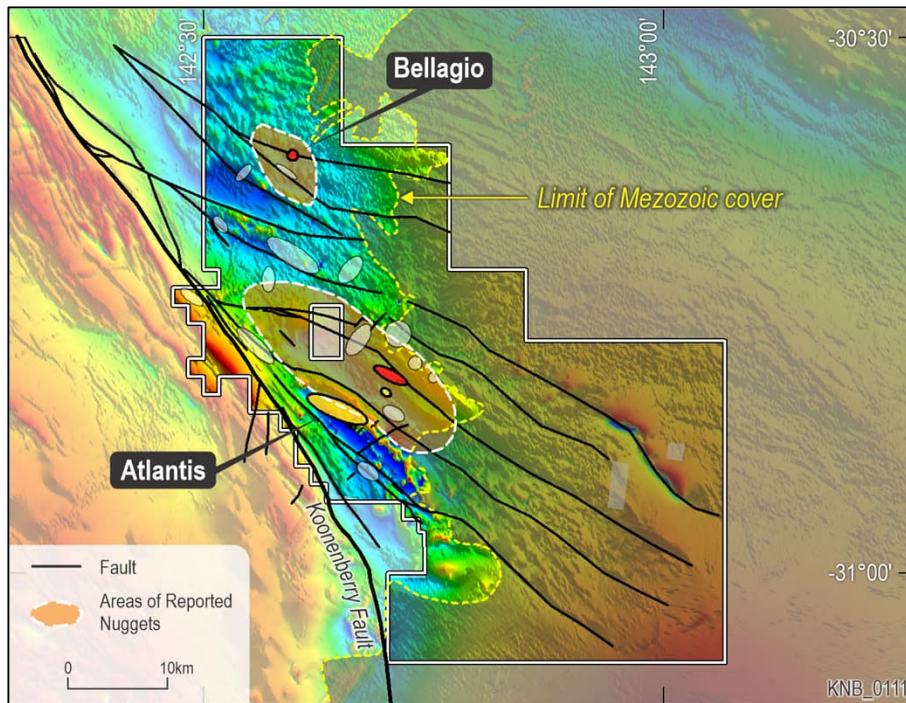 142°30'
143°00'
-30°30'
Bellagio
Limit of Mezozoic cover
Atlantis
Koonenberry Fault
-31°00'
Fault
Areas of Reported
Nuggets
0 10km
KNB_0111